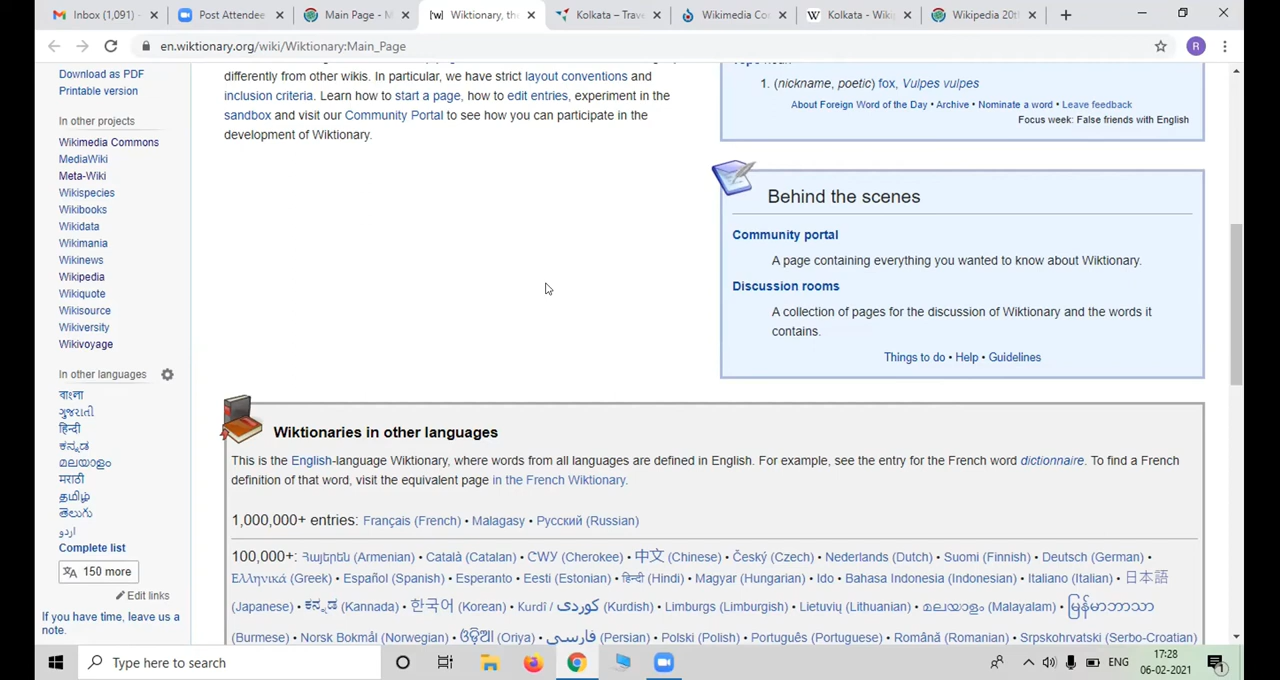 Inbox (1,091) -
Post Attendee
Main Page - M
Wiktionary, the
Kolkata – Trave
Wikimedia Co
Kolkata - Wiki
Wikipedia 20th
en.wiktionary.org/wiki/Wiktionary:Main_Page
R
Download as PDF
Printable version
In other projects
Wikimedia Commons
MediaWiki
Meta-Wiki
Wikispecies
Wikibooks
Wikidata
Wikimania
Wikinews
Wikipedia
Wikiquote
Wikisource
Wikiversity
Wikivoyage
In other languages
বাংলা
ગુજરાતી
हिन्दी
ಕನ್ನಡ
മലയാളം
मराठी
தமிழ்
తెలుగు
اردو
Complete list
150 more
Edit links
If you have time, leave us a
note.
differently from other wikis. In particular, we have strict layout conventions and
inclusion criteria. Learn how to start a page, how to edit entries, experiment in the
sandbox and visit our Community Portal to see how you can participate in the
development of Wiktionary.
1. (nickname, poetic) fox, Vulpes vulpes
About Foreign Word of the Day • Archive • Nominate a word • Leave feedback
Focus week: False friends with English
Behind the scenes
Community portal
A page containing everything you wanted to know about Wiktionary.
Discussion rooms
A collection of pages for the discussion of Wiktionary and the words it
contains.
Things to do • Help • Guidelines
Wiktionaries in other languages
This is the English-language Wiktionary, where words from all languages are defined in English. For example, see the entry for the French word dictionnaire. To find a French
definition of that word, visit the equivalent page in the French Wiktionary.
1,000,000+ entries: Français (French) • Malagasy • Русский (Russian)
100,000+: Հայերեն (Armenian) • Català (Catalan) • ᏣᎳᎩ (Cherokee) • 中文 (Chinese) • Český (Czech) • Nederlands (Dutch) • Suomi (Finnish) • Deutsch (German) •
Ελληνικά (Greek) • Español (Spanish) • Esperanto • Eesti (Estonian) • हिन्दी (Hindi) • Magyar (Hungarian) • Ido • Bahasa Indonesia (Indonesian) • Italiano (Italian) • 日本語
(Japanese) • ಕನ್ನಡ (Kannada) • 한국어 (Korean) • Kurdî / كوردی (Kurdish) • Limburgs (Limburgish) • Lietuvių (Lithuanian) • മലയാളം (Malayalam) • မြန်မာဘာသာ
(Burmese) • Norsk Bokmål (Norwegian) • ଓଡ଼ିଆ (Oriya) • فارسی (Persian) • Polski (Polish) • Português (Portuguese) • Română (Romanian) • Srpskohrvatski (Serbo-Croatian)
Type here to search
ENG
17:28
06-02-2021